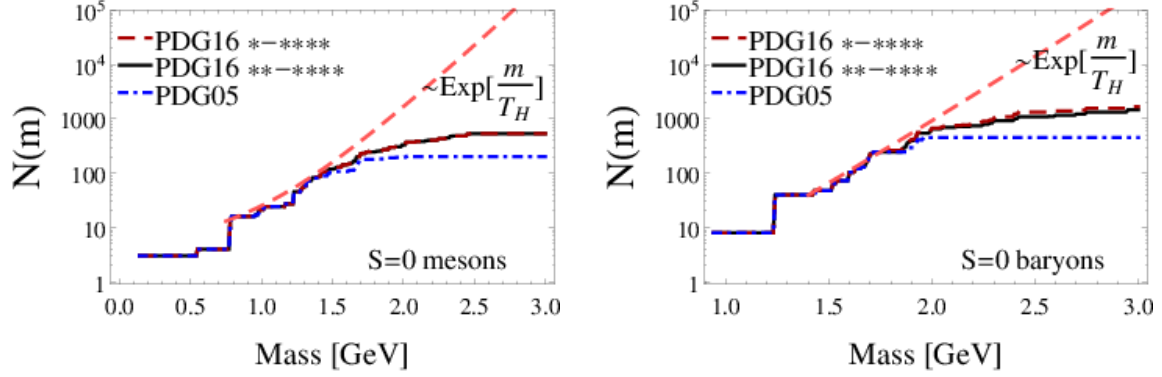 10⁵
10⁴
1000
100
10
1
N(m)
PDG16 *-****
PDG16 **-****
PDG05
~Exp[m/T_H]
S=0 mesons
0.0 0.5 1.0 1.5 2.0 2.5 3.0
Mass [GeV]
10⁵
10⁴
1000
100
10
1
N(m)
PDG16 *-****
PDG16 **-****
PDG05
~Exp[m/T_H]
S=0 baryons
1.0 1.5 2.0 2.5 3.0
Mass [GeV]